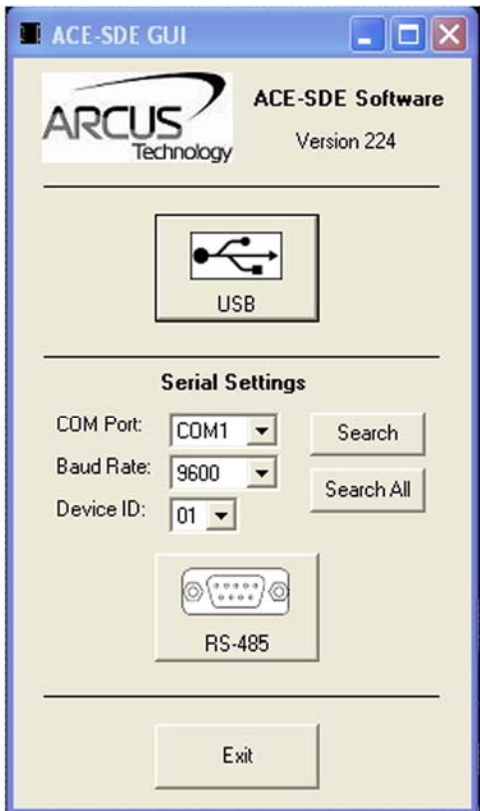 ACE-SDE GUI
ARCUS
Technology
ACE-SDE Software
Version 224
USB
Serial Settings
COM Port: COM1 Search
Baud Rate: 9600
Search All
Device ID: 01
RS-485
Exit